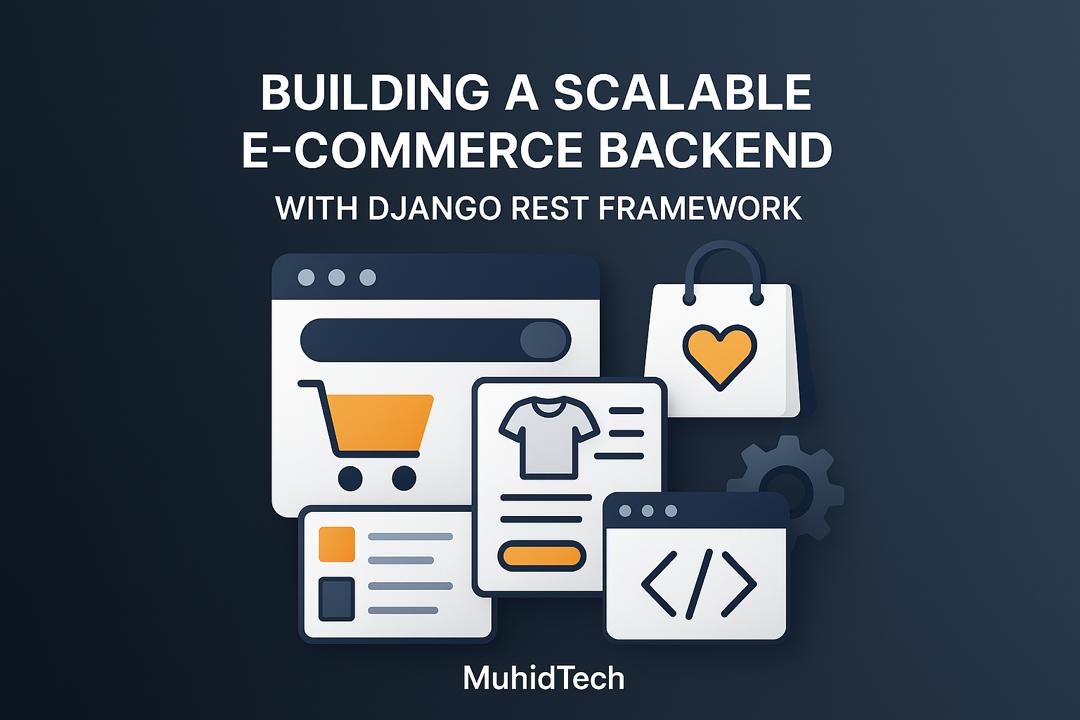 BUILDING A SCALABLE
E-COMMERCE BACKEND
WITH DJANGO REST FRAMEWORK
</>
MuhidTech